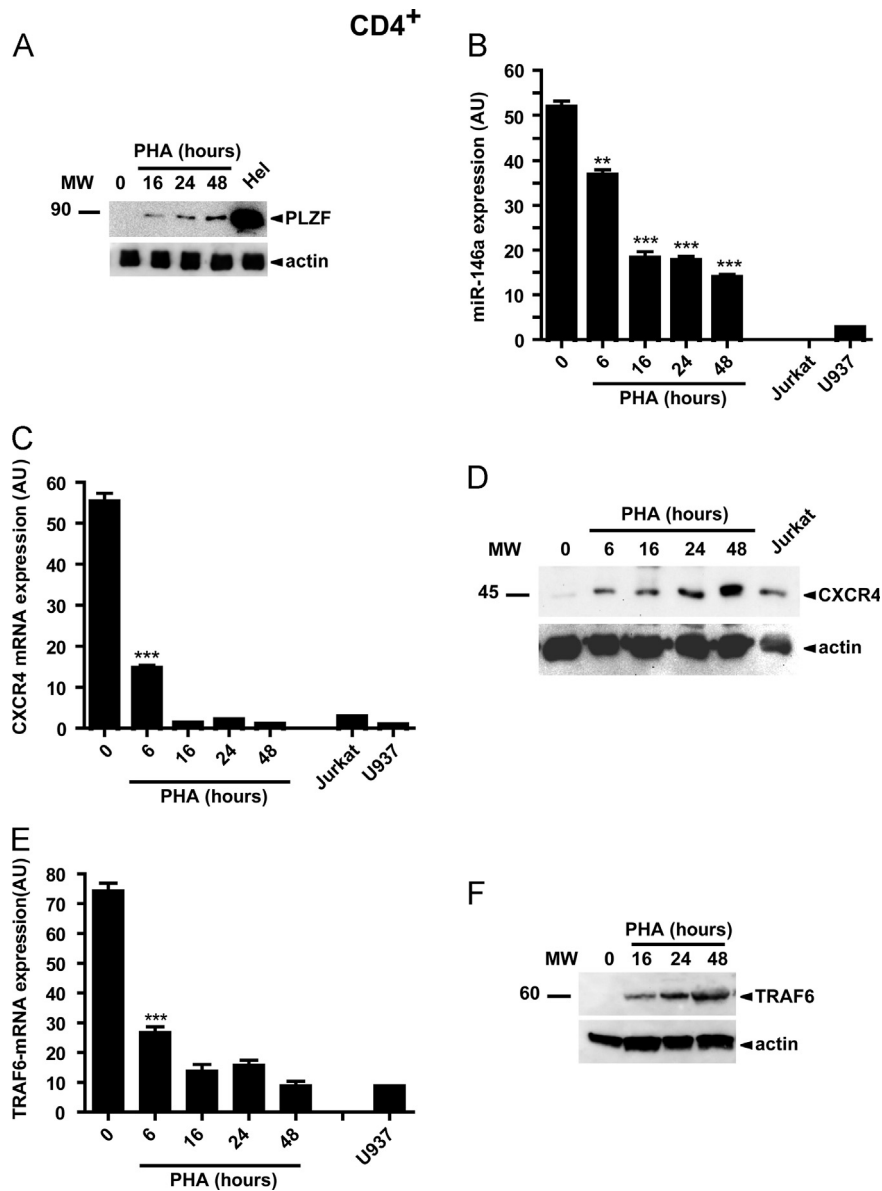 CD4+
A
PHA (hours)
MW 0 16 24 48 Hel
90
PLZF
actin
B
miR-146a expression (AU)
60
50
40
30
20
10
0
**
***
***
***
0 6 16 24 48 Jurkat U937
PHA (hours)
C
CXCR4 mRNA expression (AU)
60
50
40
30
20
10
0
***
0 6 16 24 48 Jurkat U937
PHA (hours)
D
PHA (hours)
MW 0 6 16 24 48 Jurkat
45
CXCR4
actin
E
TRAF6-mRNA expression(AU)
80
70
60
50
40
30
20
10
0
***
0 6 16 24 48 U937
PHA (hours)
F
PHA (hours)
MW 0 16 24 48
60
TRAF6
actin